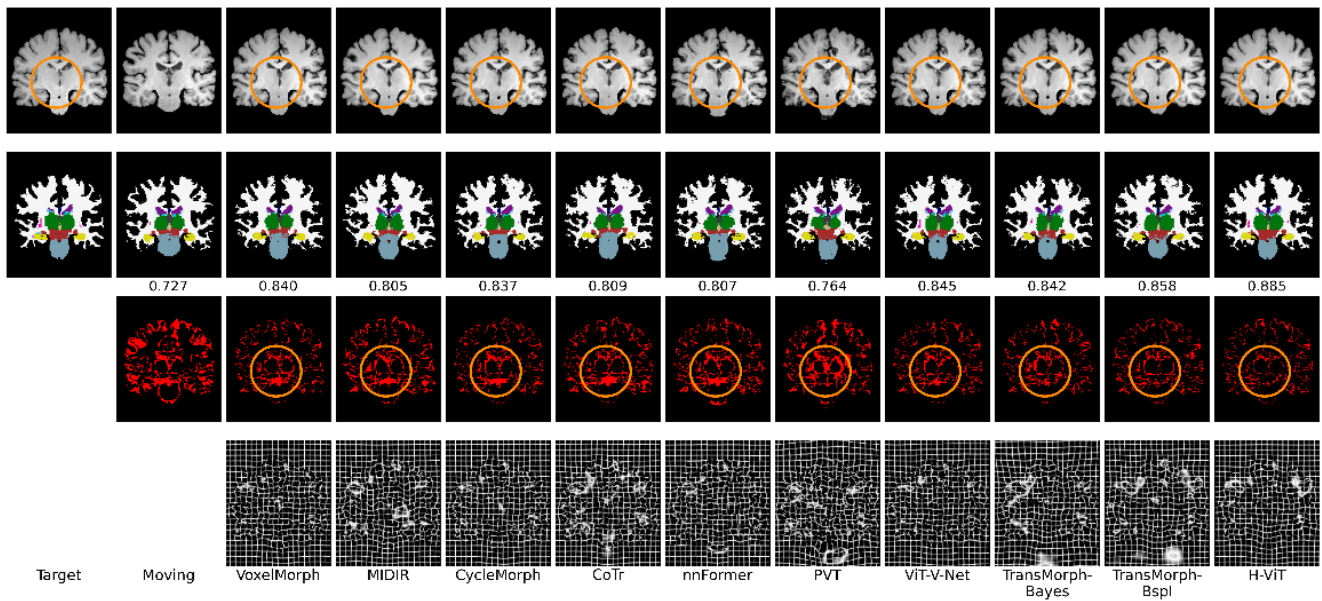 0.727 0.840 0.805 0.837 0.809 0.807 0.764 0.845 0.842 0.858 0.885
Target Moving VoxelMorph MIDIR CycleMorph CoTr nnFormer PVT ViT-V-Net TransMorph- TransMorph- H-ViT
Bayes Bspl